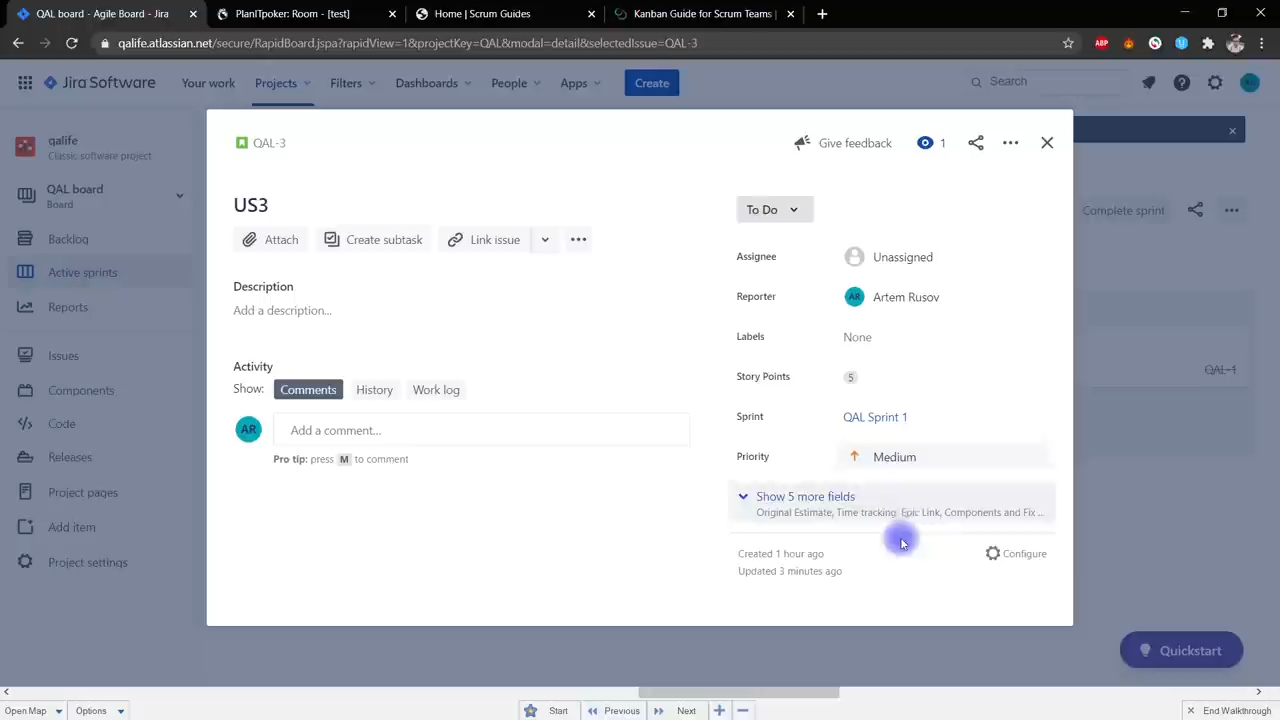 QAL board - Agile Board - Jira
PlanITpoker: Room - [test]
Home | Scrum Guides
Kanban Guide for Scrum Teams |
qalife.atlassian.net/secure/RapidBoard.jspa?rapidView=1&projectKey=QAL&modal=detail&selectedIssue=QAL-3
ABP
Jira Software
Your work
Projects
Filters
Dashboards
People
Apps
Create
Search
qalife
Classic software project
QAL board
Board
Backlog
Active sprints
Reports
Issues
Components
Code
Releases
Project pages
Add item
Project settings
QAL-3
Give feedback
1
US3
Attach
Create subtask
Link issue
Description
Add a description...
Activity
Show:
Comments
History
Work log
AR
Add a comment...
Pro tip: press M to comment
To Do
Assignee
Unassigned
Reporter
AR
Artem Rusov
Labels
None
Story Points
5
Sprint
QAL Sprint 1
Priority
Medium
Show 5 more fields
Original Estimate, Time tracking, Epic Link, Components and Fix ...
Created 1 hour ago
Configure
Updated 3 minutes ago
Complete sprint
QAL-1
Quickstart
Open Map
Options
Start
Previous
Next
End Walkthrough